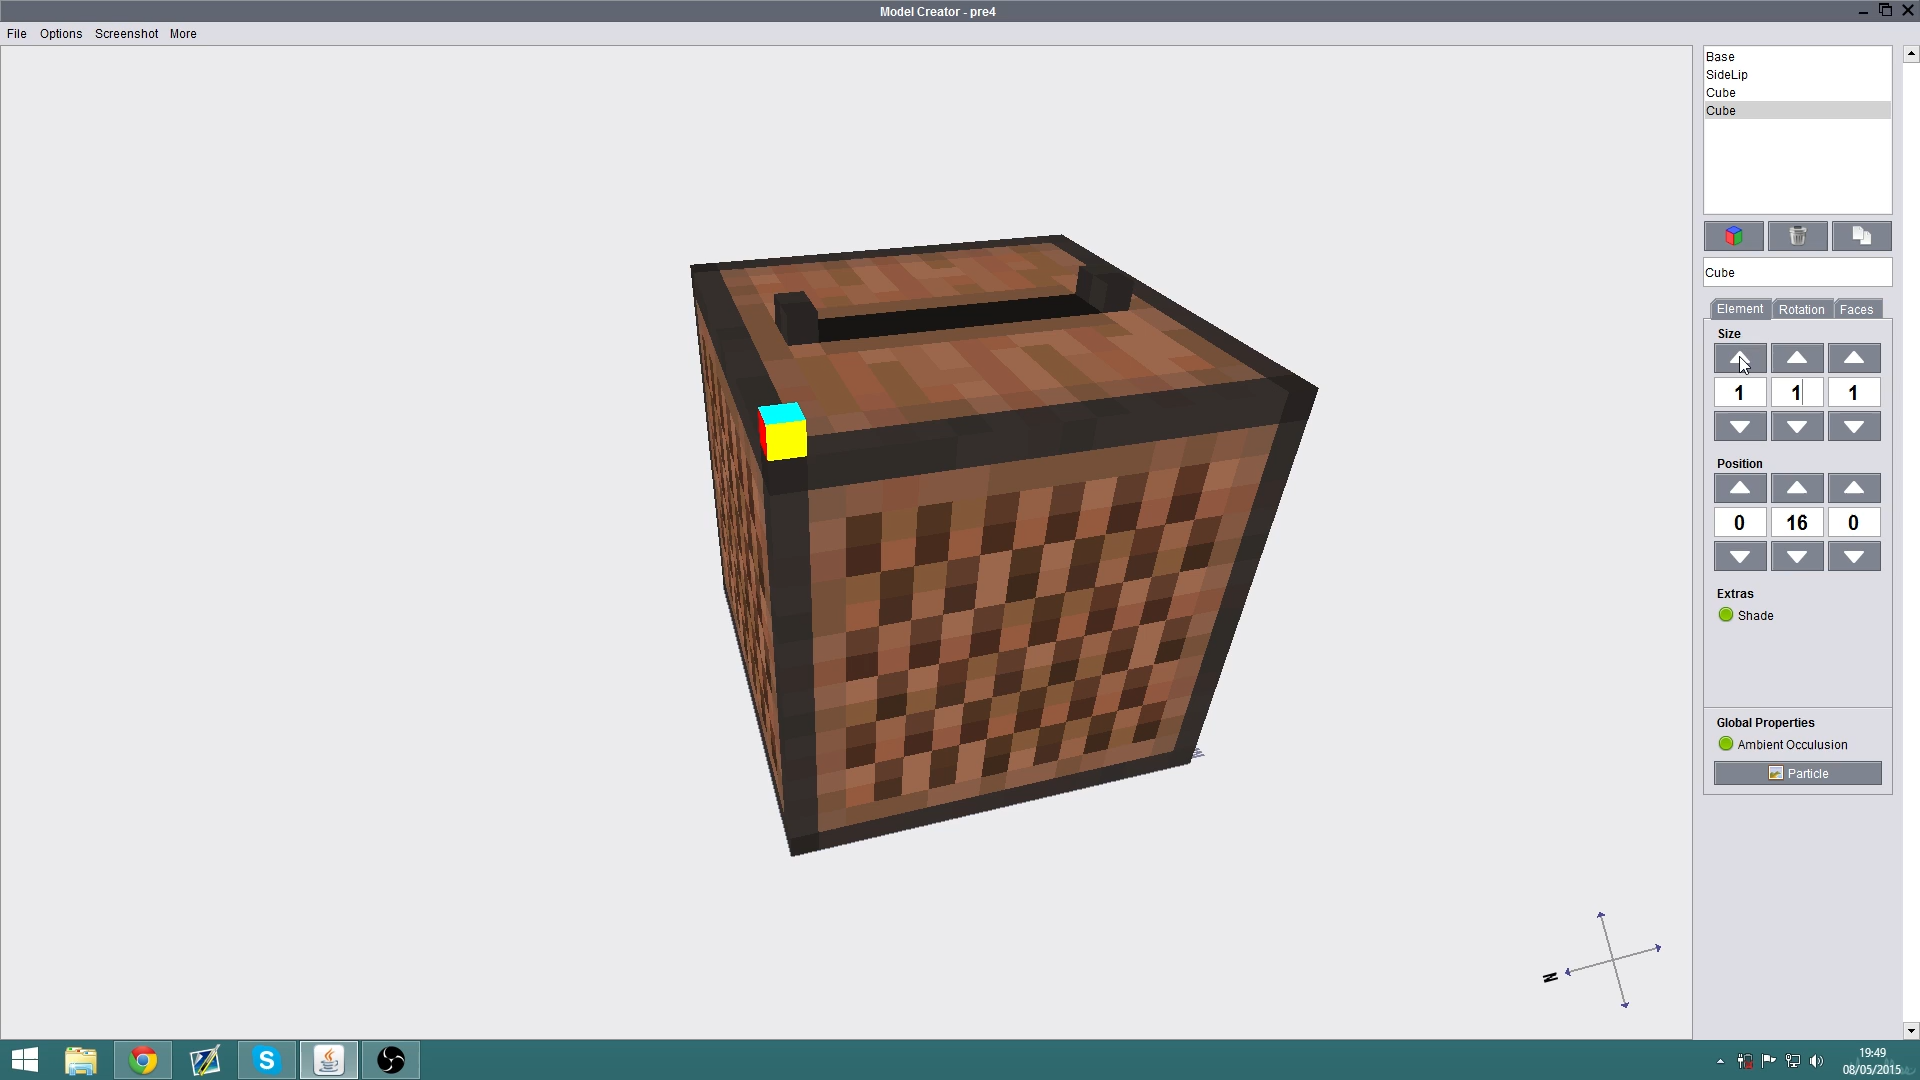 Model Creator - pre4
File Options Screenshot More
Base
SideLip
Cube
Cube
Cube
Element Rotation Faces
Size
1 1 1
Position
0 16 0
Extras
Shade
Global Properties
Ambient Occulusion
Particle
N
19:49
08/05/2015